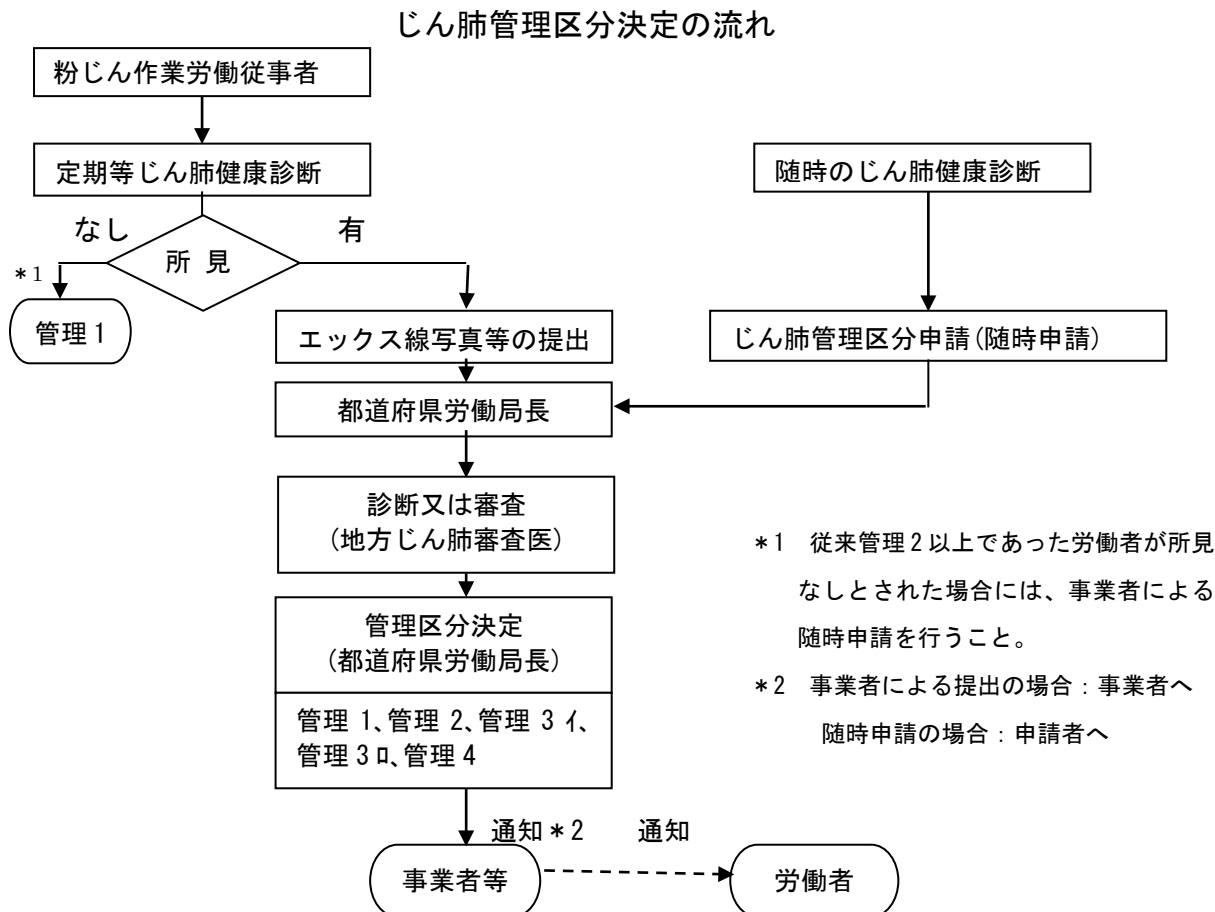 じん肺管理区分決定の流れ
粉じん作業労働従事者
定期等じん肺健康診断
随時のじん肺健康診断
なし
有
所 見
*1
管理1
エックス線写真等の提出
じん肺管理区分申請(随時申請)
都道府県労働局長
診断又は審査
(地方じん肺審査医)
*1 従来管理2以上であった労働者が所見
なしとされた場合には、事業者による
随時申請を行うこと。
管理区分決定
(都道府県労働局長)
*2 事業者による提出の場合:事業者へ
随時申請の場合:申請者へ
管理 1、管理 2、管理 3 ｲ、
管理 3 ﾛ、管理 4
通知*2 通知
事業者等
労働者